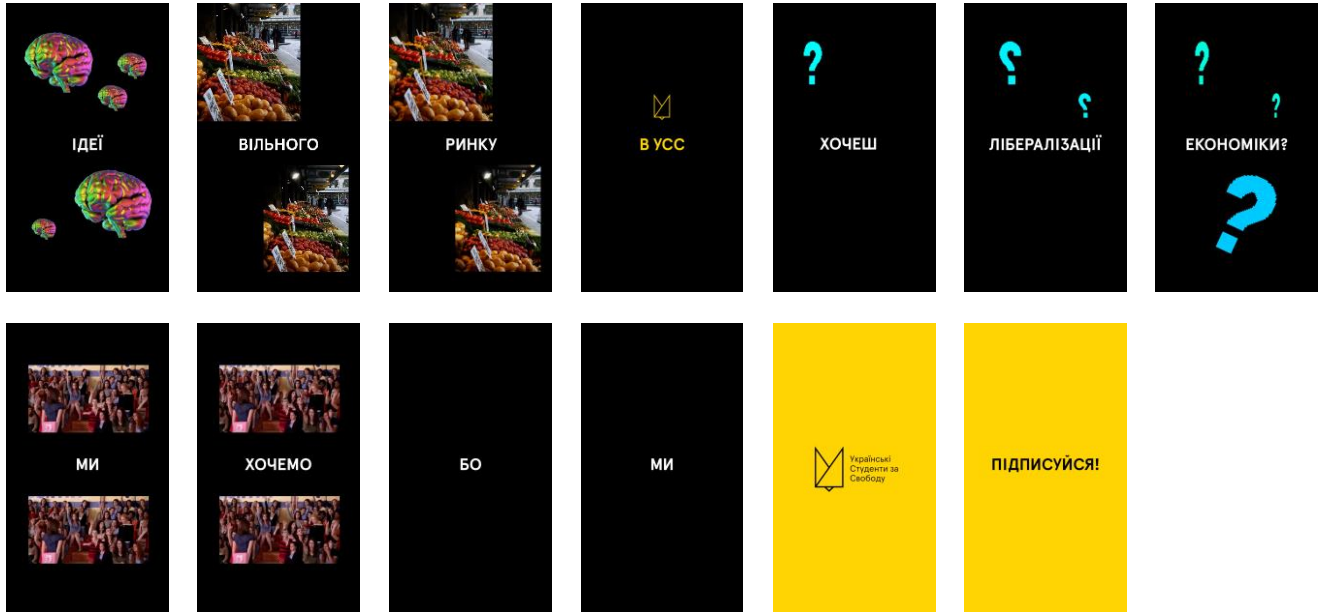 ІДЕЇ
ВІЛЬНОГО
РИНКУ
В УСС
?
ХОЧЕШ
? ?
ЛІБЕРАЛІЗАЦІЇ
? ?
ЕКОНОМІКИ?
?
МИ
ХОЧЕМО
БО
МИ
Українські
Студенти за
Свободу
ПІДПИСУЙСЯ!